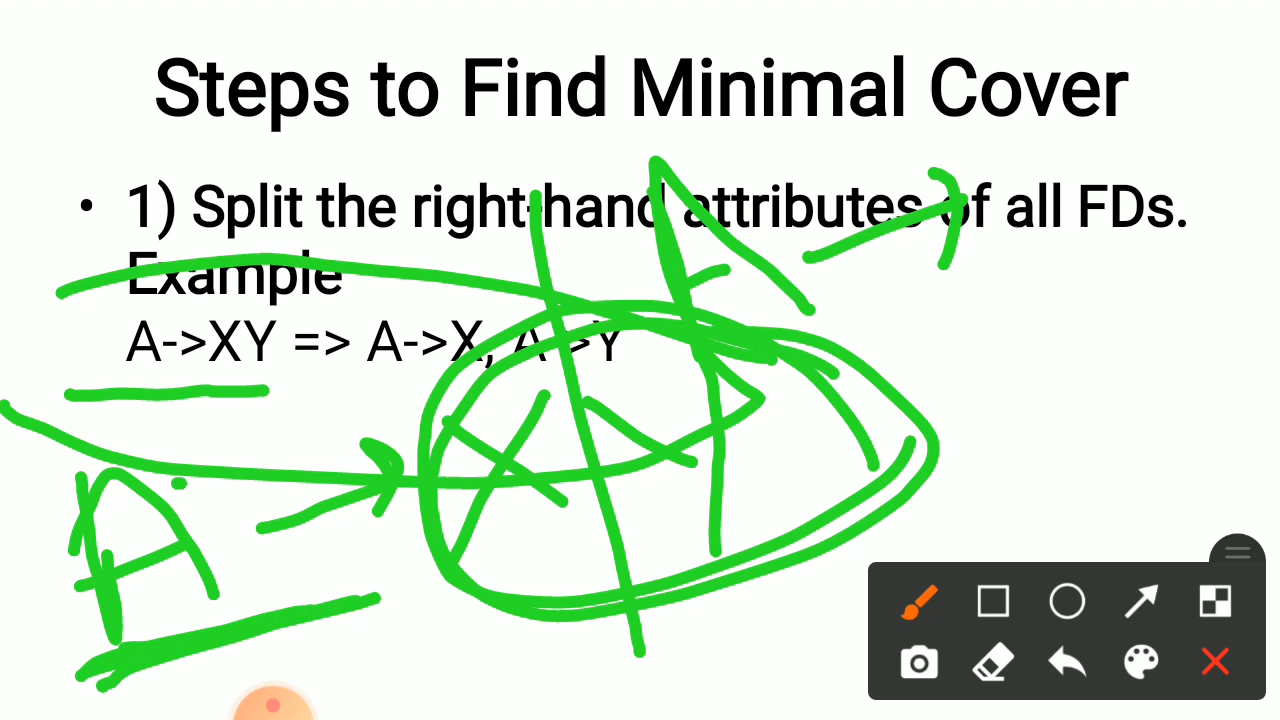 Steps to Find Minimal Cover
• 1) Split the right-hand attributes of all FDs.
Example
A->XY => A->X, A->Y
A → X Y
A →